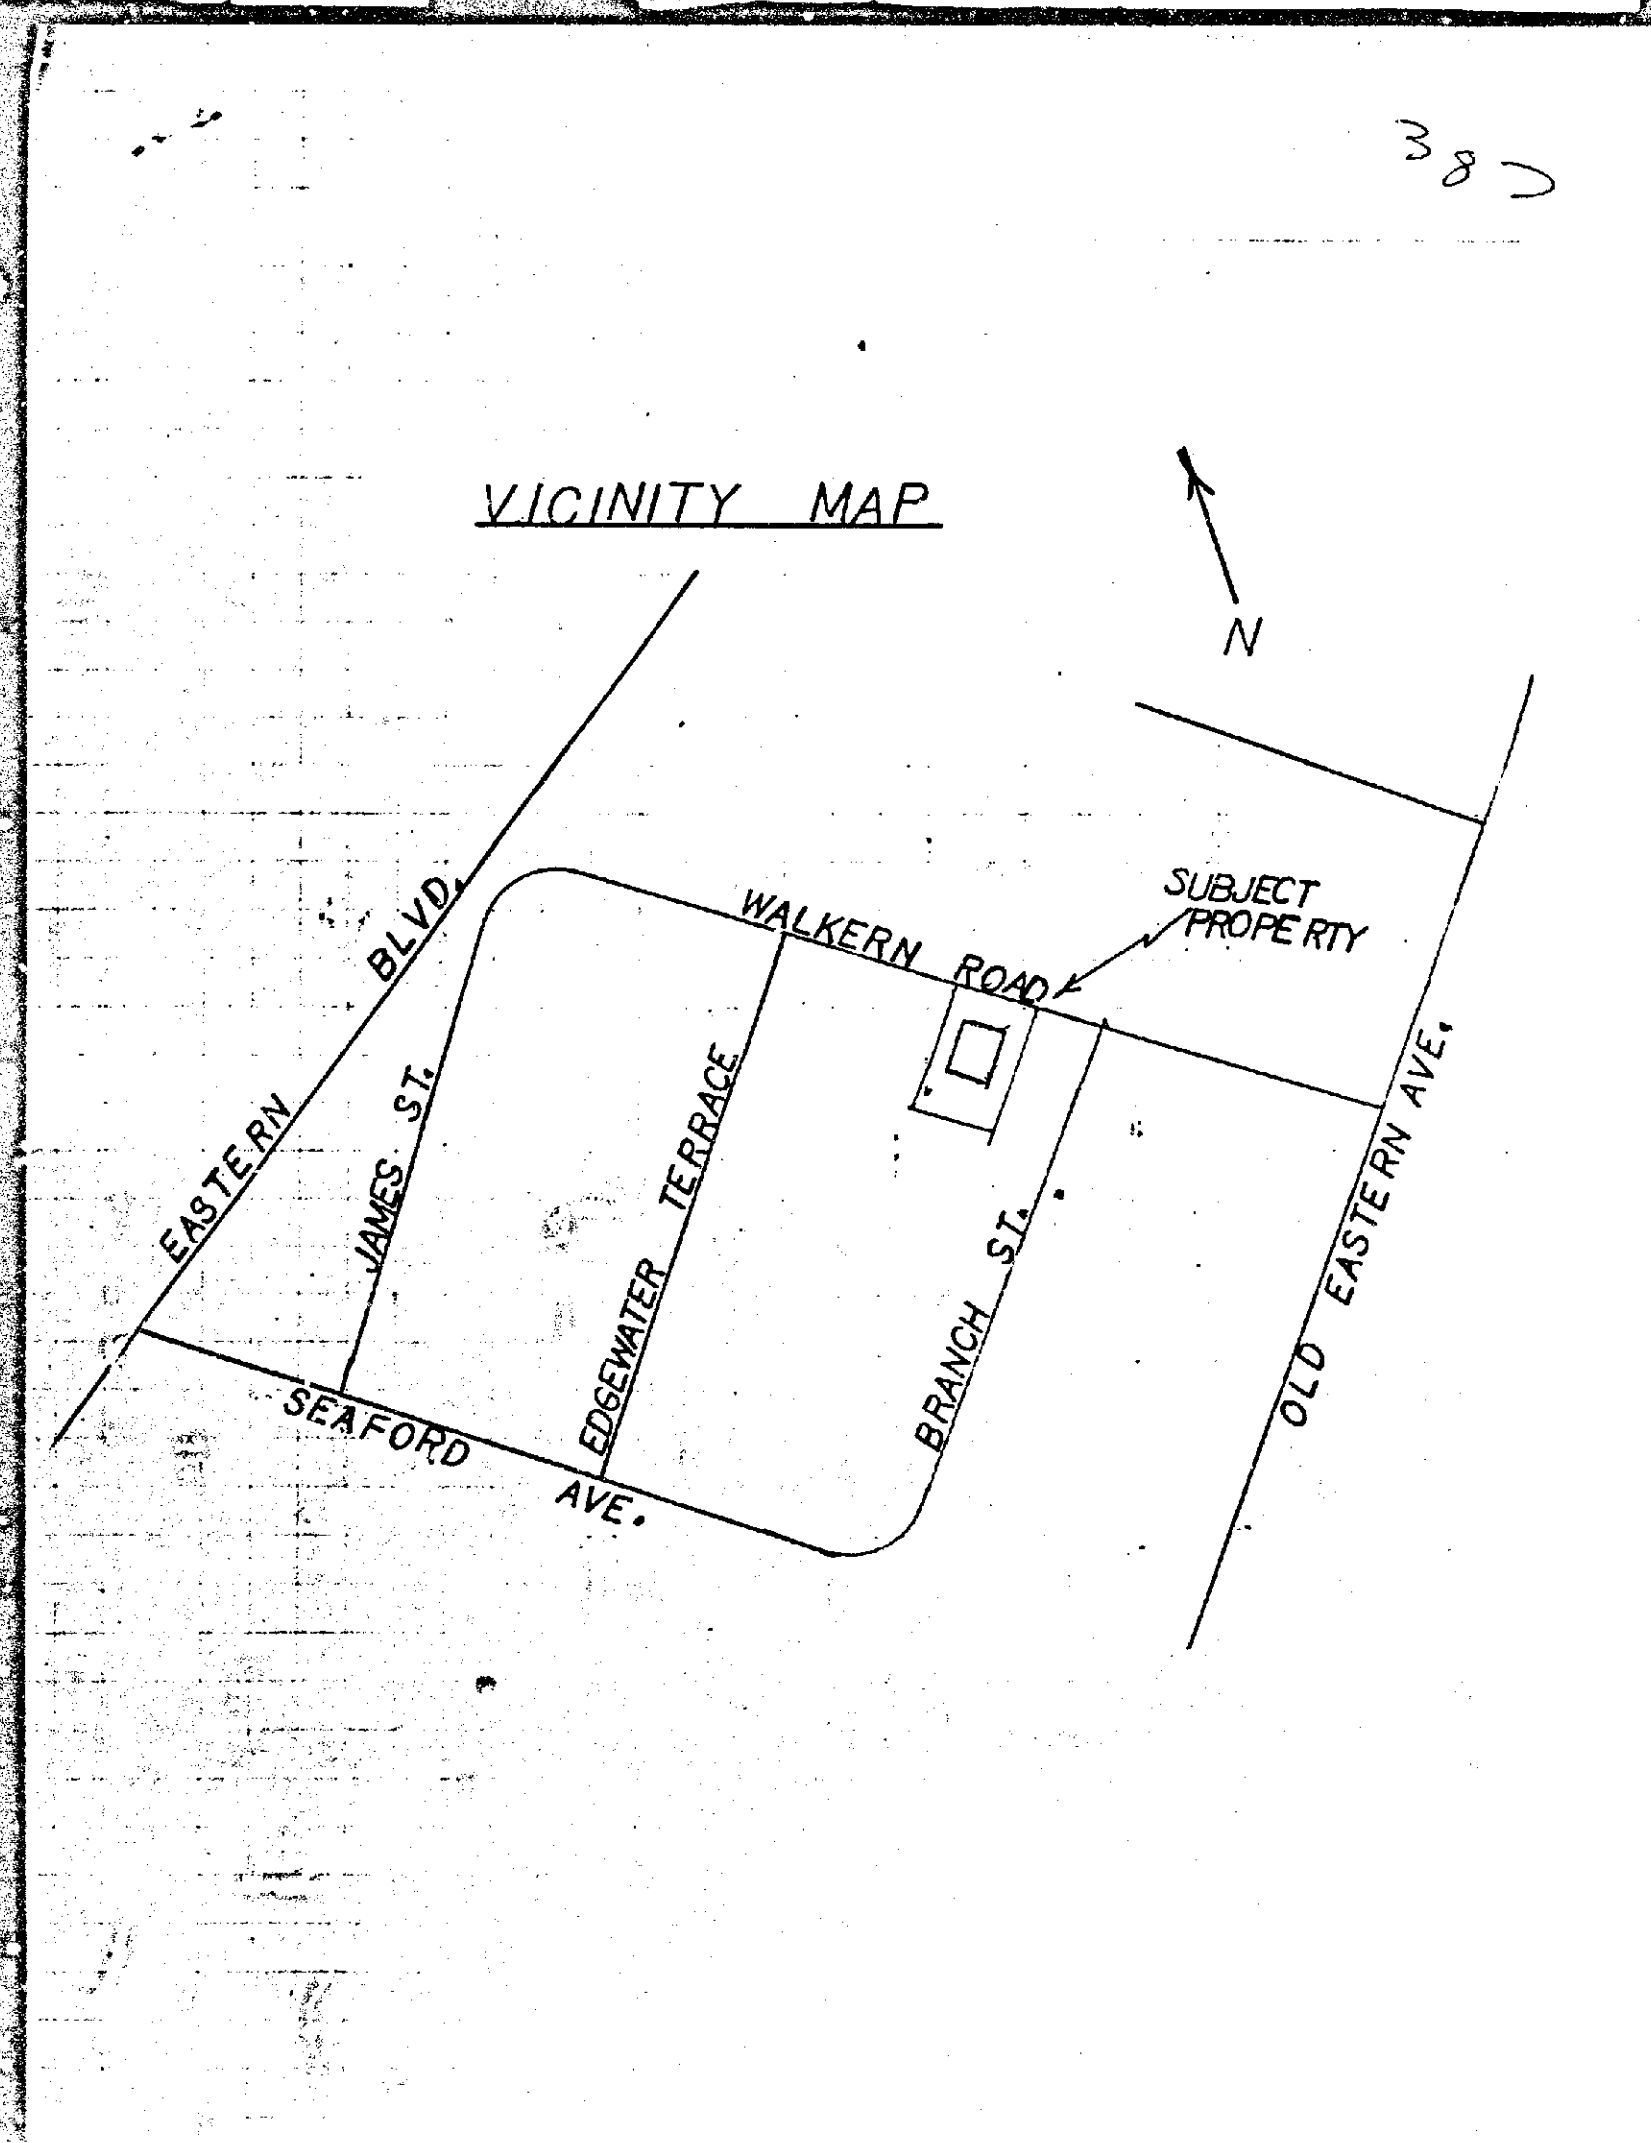 38
VICINITY MAP
N
EASTERN BLVD.
WALKERN ROAD
SUBJECT
PROPERTY
JAMES ST.
EDGEWATER TERRACE
BRANCH ST.
OLD EASTERN AVE.
SEAFORD AVE.